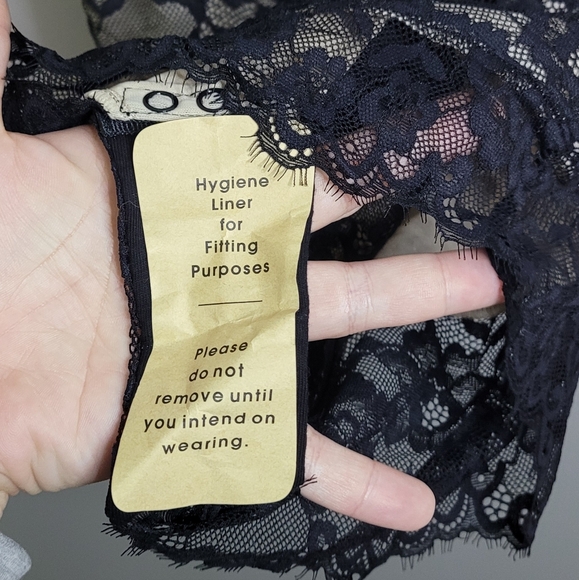 Hygiene
Liner
for
Fitting
Purposes
Please
do not
remove until
you intend on
wearing.